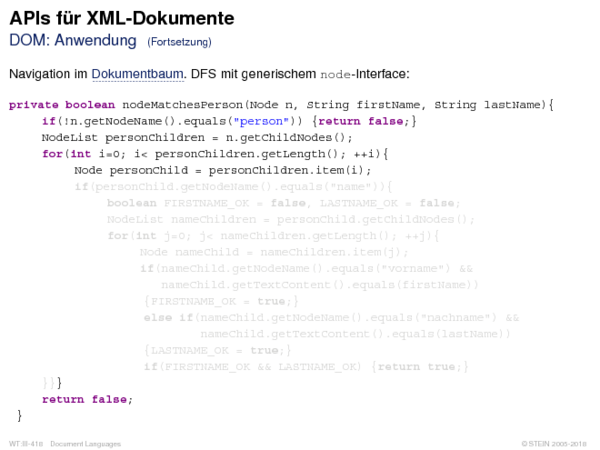 APIs für XML-Dokumente
DOM: Anwendung (Fortsetzung)
Navigation im Dokumentbaum. DFS mit generischem node-Interface:
private boolean nodeMatchesPerson(Node n, String firstName, String lastName){
if(!n.getNodeName().equals("person")) {return false;}
NodeList personChildren = n.getChildNodes();
for(int i=0; i< personChildren.getLength(); ++i){
Node personChild = personChildren.item(i);
if(personChild.getNodeName().equals("name")){
boolean FIRSTNAME_OK = false, LASTNAME_OK = false;
NodeList nameChildren = personChild.getChildNodes();
for(int j=0; j< nameChildren.getLength(); ++j){
Node nameChild = nameChildren.item(j);
if(nameChild.getNodeName().equals("vorname") &&
nameChild.getTextContent().equals(firstName))
{FIRSTNAME_OK = true;}
else if(nameChild.getNodeName().equals("nachname") &&
nameChild.getTextContent().equals(lastName))
{LASTNAME_OK = true;}
if(FIRSTNAME_OK && LASTNAME_OK) {return true;}
}}}
return false;
}
WT:III-418 Document Languages © STEIN 2005-2018